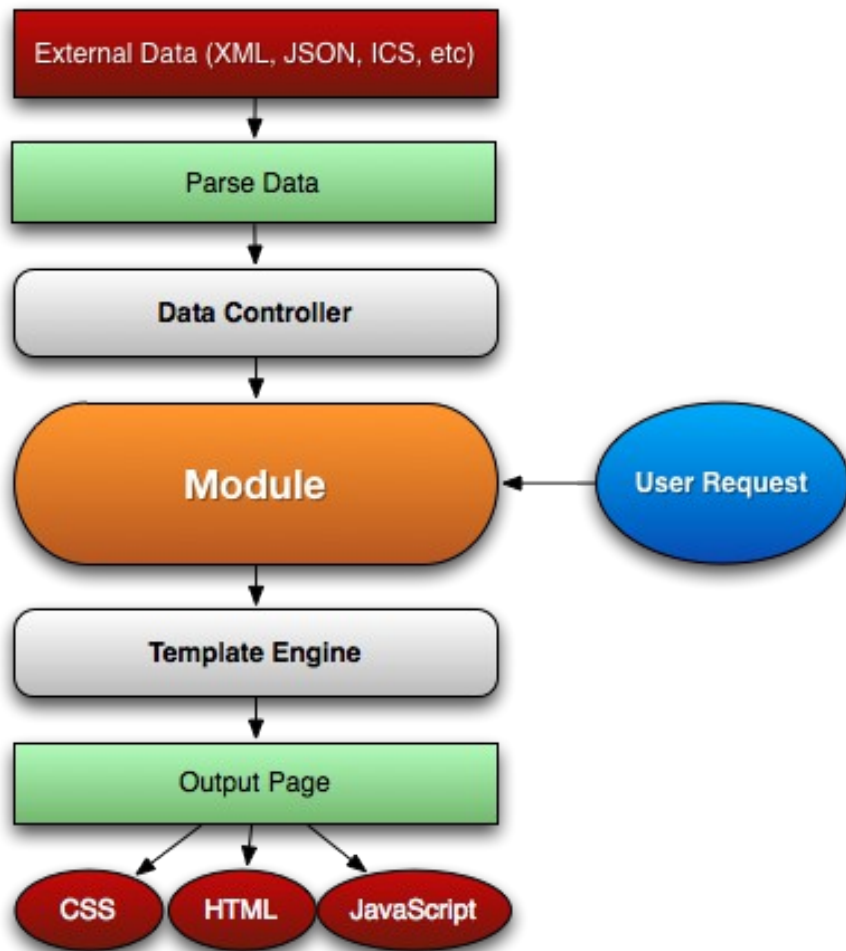 External Data (XML, JSON, ICS, etc)
Parse Data
Data Controller
Module
User Request
Template Engine
Output Page
CSS
HTML
JavaScript